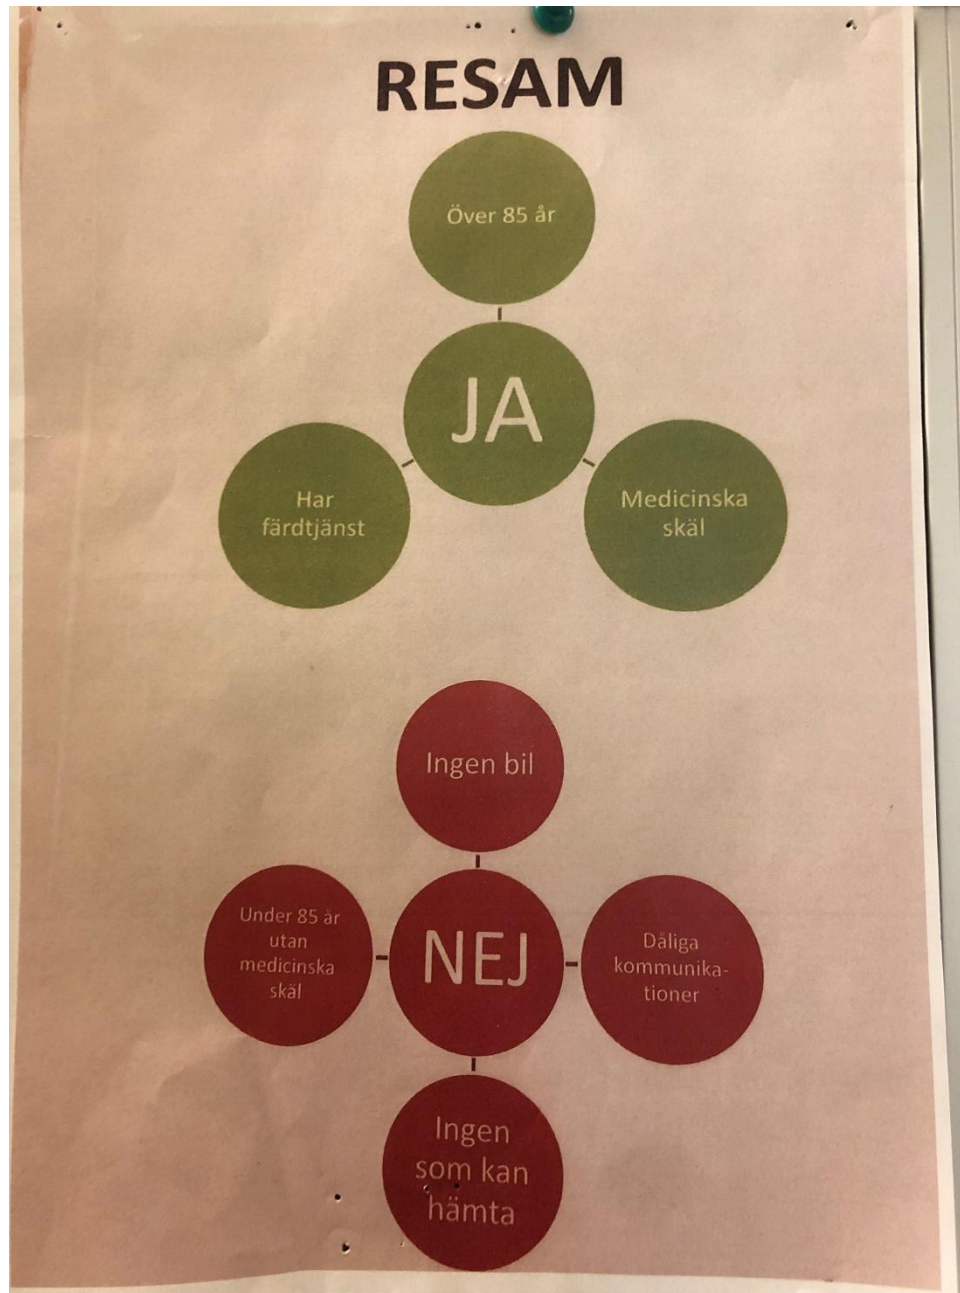 RESAM
Över 85 år
JA
Har
färdtjänst
Medicinska
skäl
Ingen bil
Under 85 år
utan
medicinska
skäl
NEJ
Dåliga
kommunika-
tioner
Ingen
som kan
hämta